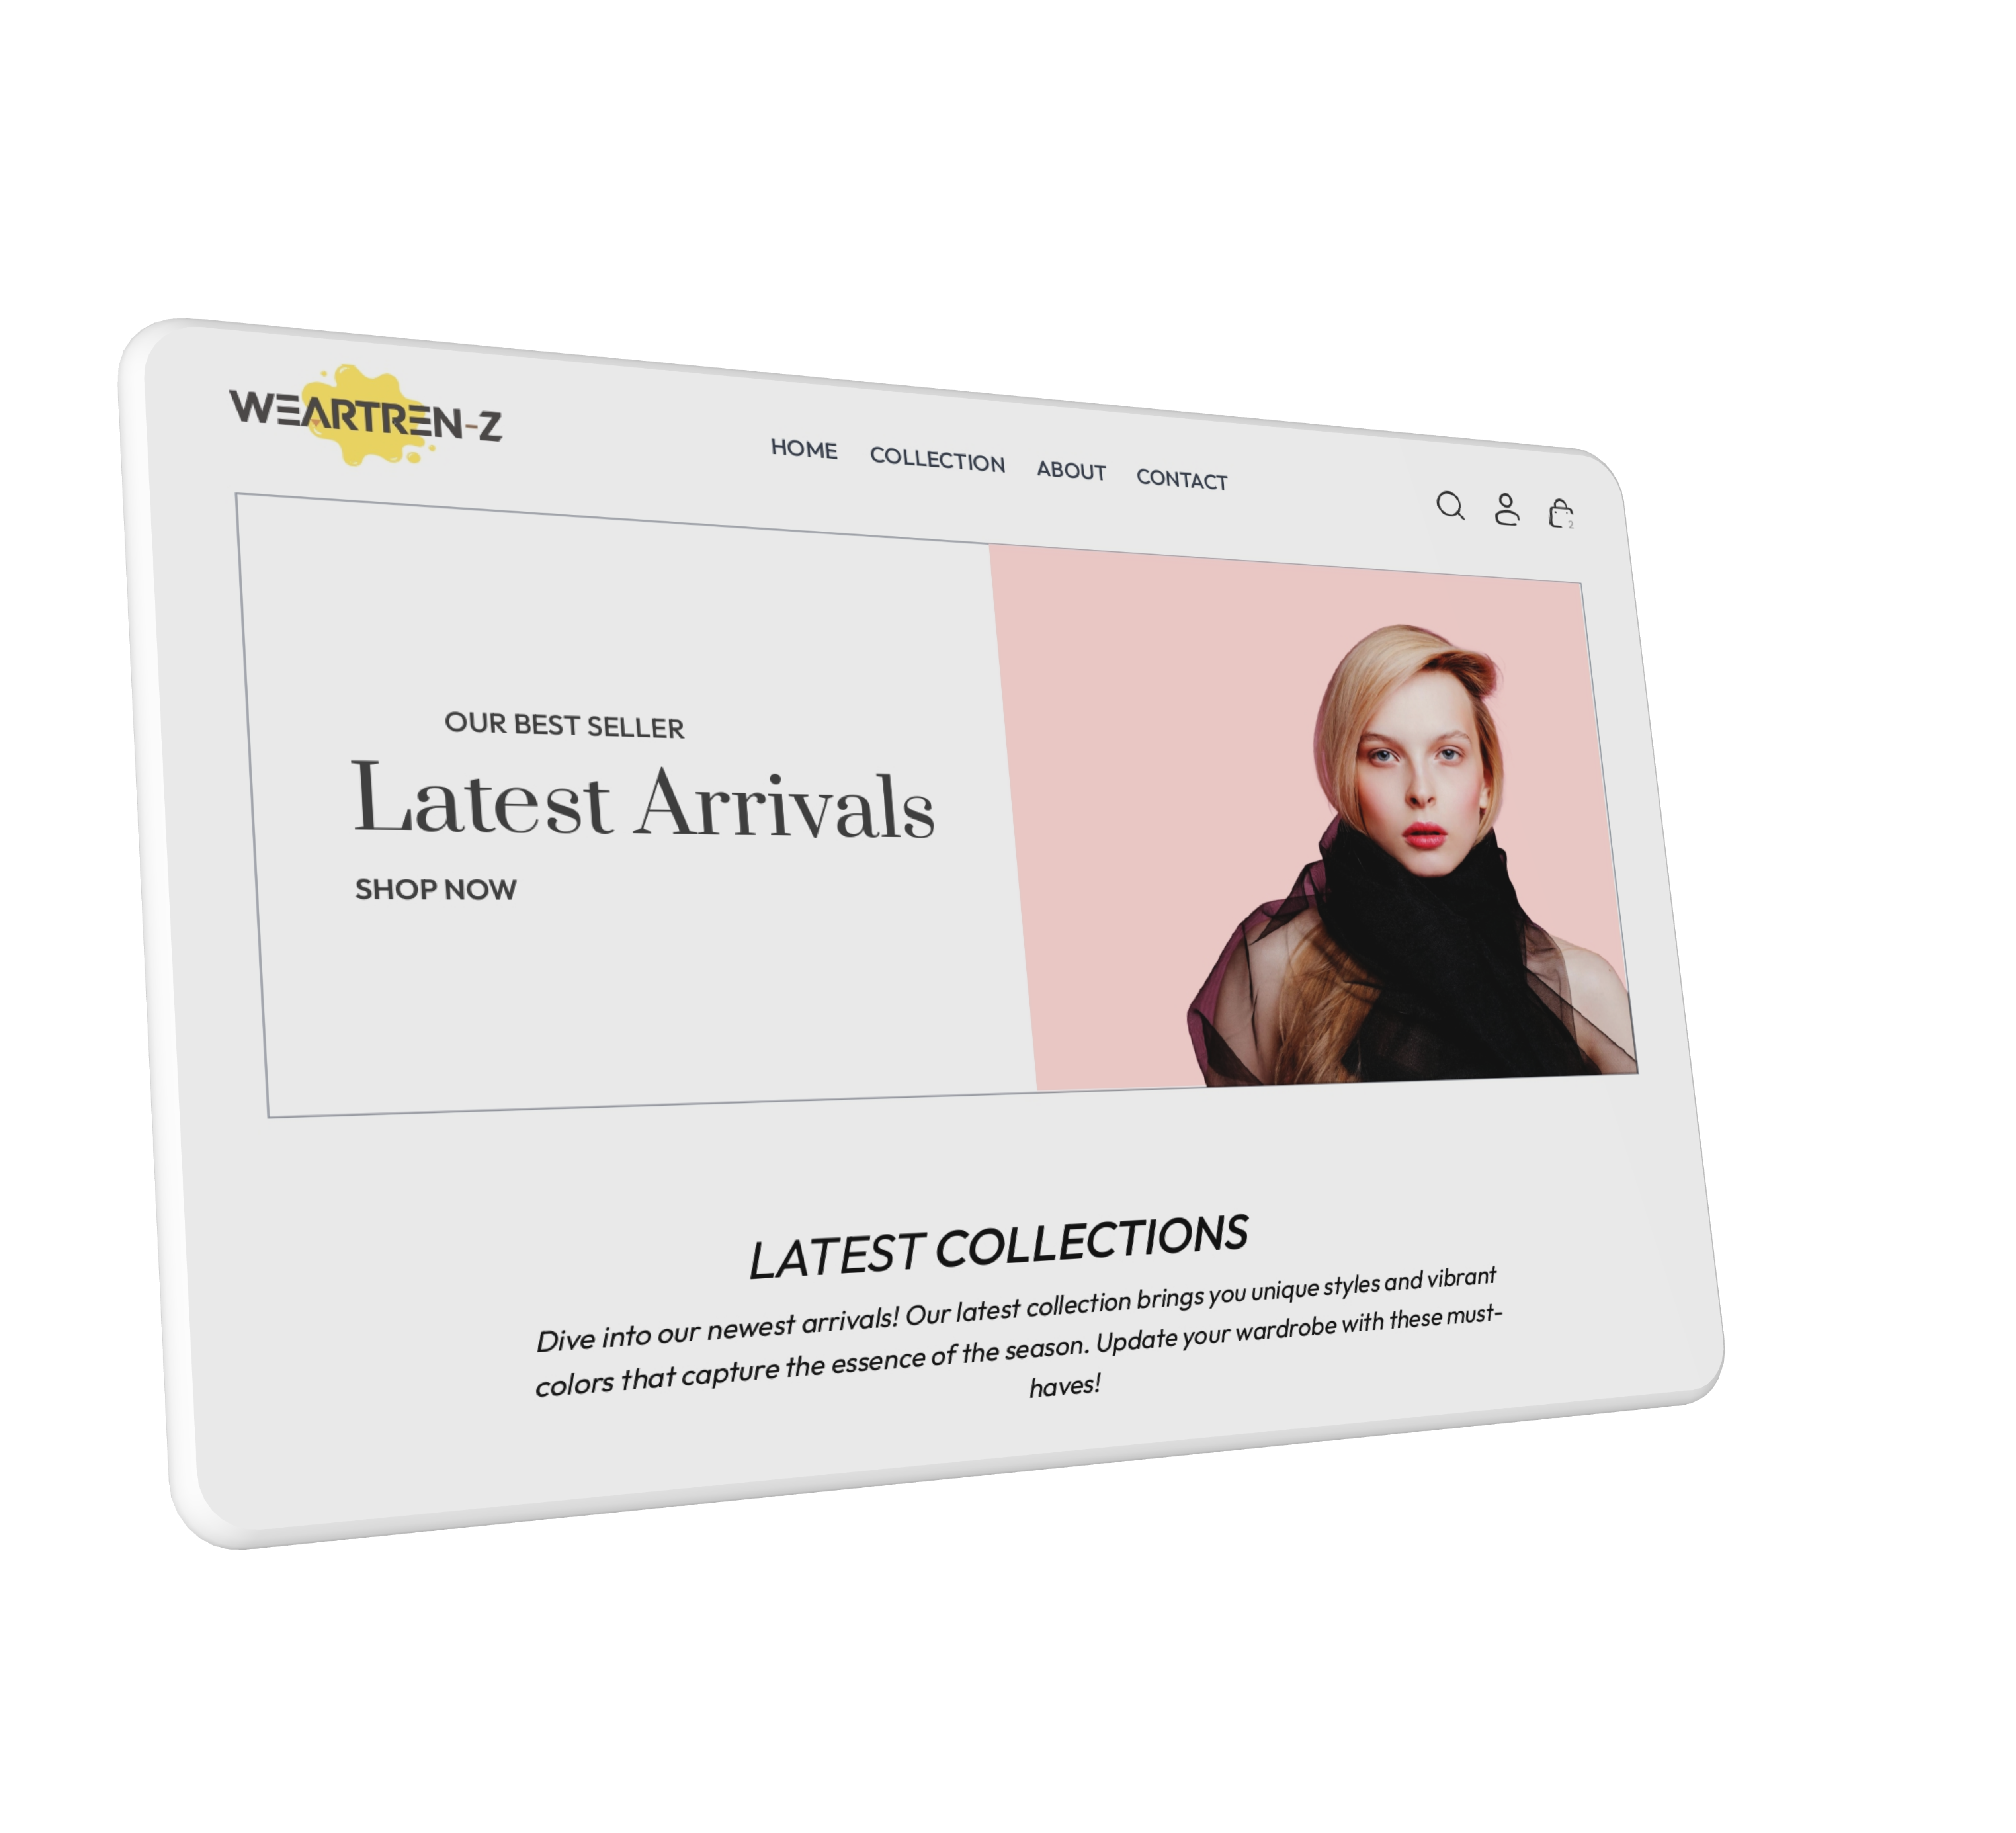 WEARTREN-Z
HOME COLLECTION ABOUT CONTACT
2
OUR BEST SELLER
Latest Arrivals
SHOP NOW
LATEST COLLECTIONS
Dive into our newest arrivals! Our latest collection brings you unique styles and vibrant
colors that capture the essence of the season. Update your wardrobe with these must-
haves!